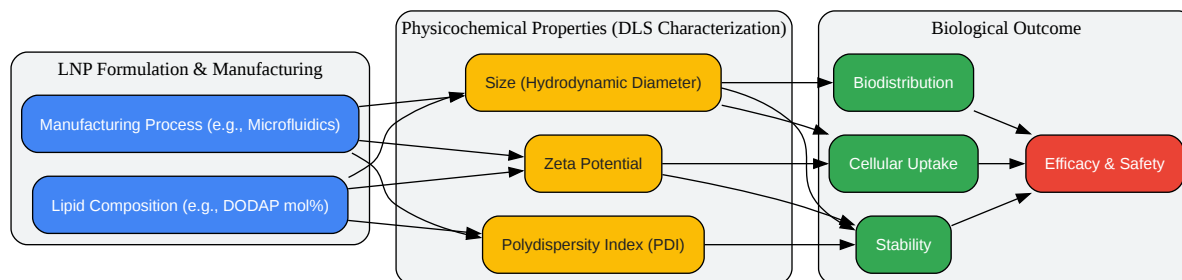 LNP Formulation & Manufacturing
Manufacturing Process (e.g., Microfluidics)
Lipid Composition (e.g., DODAP mol%)
Physicochemical Properties (DLS Characterization)
Size (Hydrodynamic Diameter)
Zeta Potential
Polydispersity Index (PDI)
Biological Outcome
Biodistribution
Cellular Uptake
Stability
Efficacy & Safety